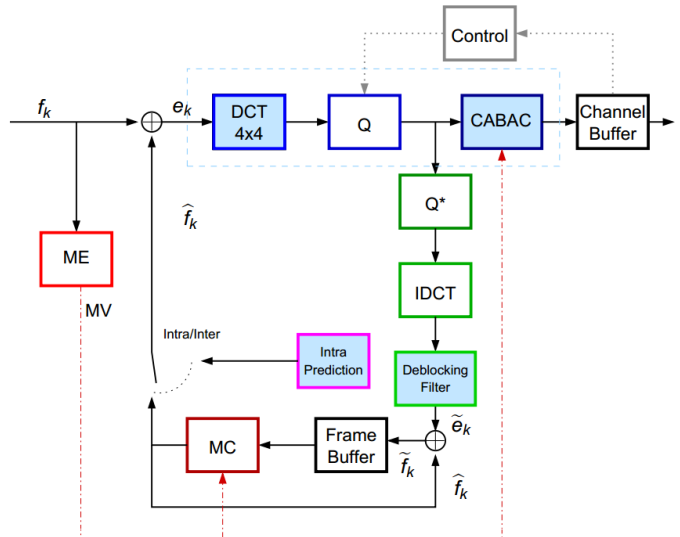 Control
f_k
e_k
DCT
4x4
Q
CABAC
Channel
Buffer
f̂_k
Q*
ME
MV
IDCT
Intra/Inter
Intra
Prediction
Deblocking
Filter
ẽ_k
MC
Frame
Buffer
f̃_k
f̂_k